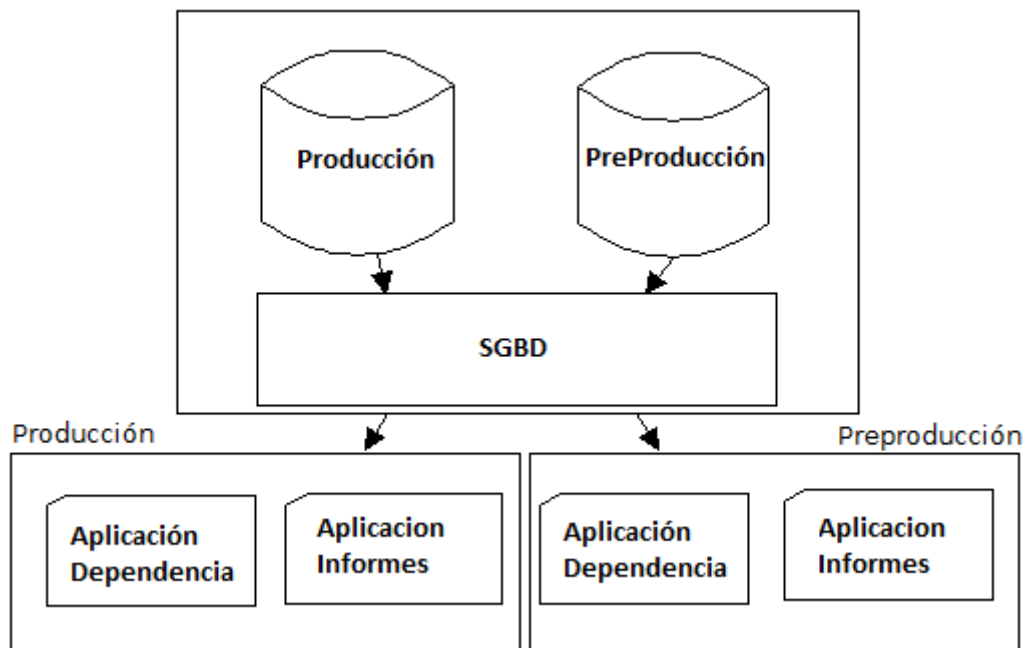 Producción
PreProducción
SGBD
Producción
Preproducción
Aplicación
Dependencia
Aplicacion
Informes
Aplicación
Dependencia
Aplicacion
Informes